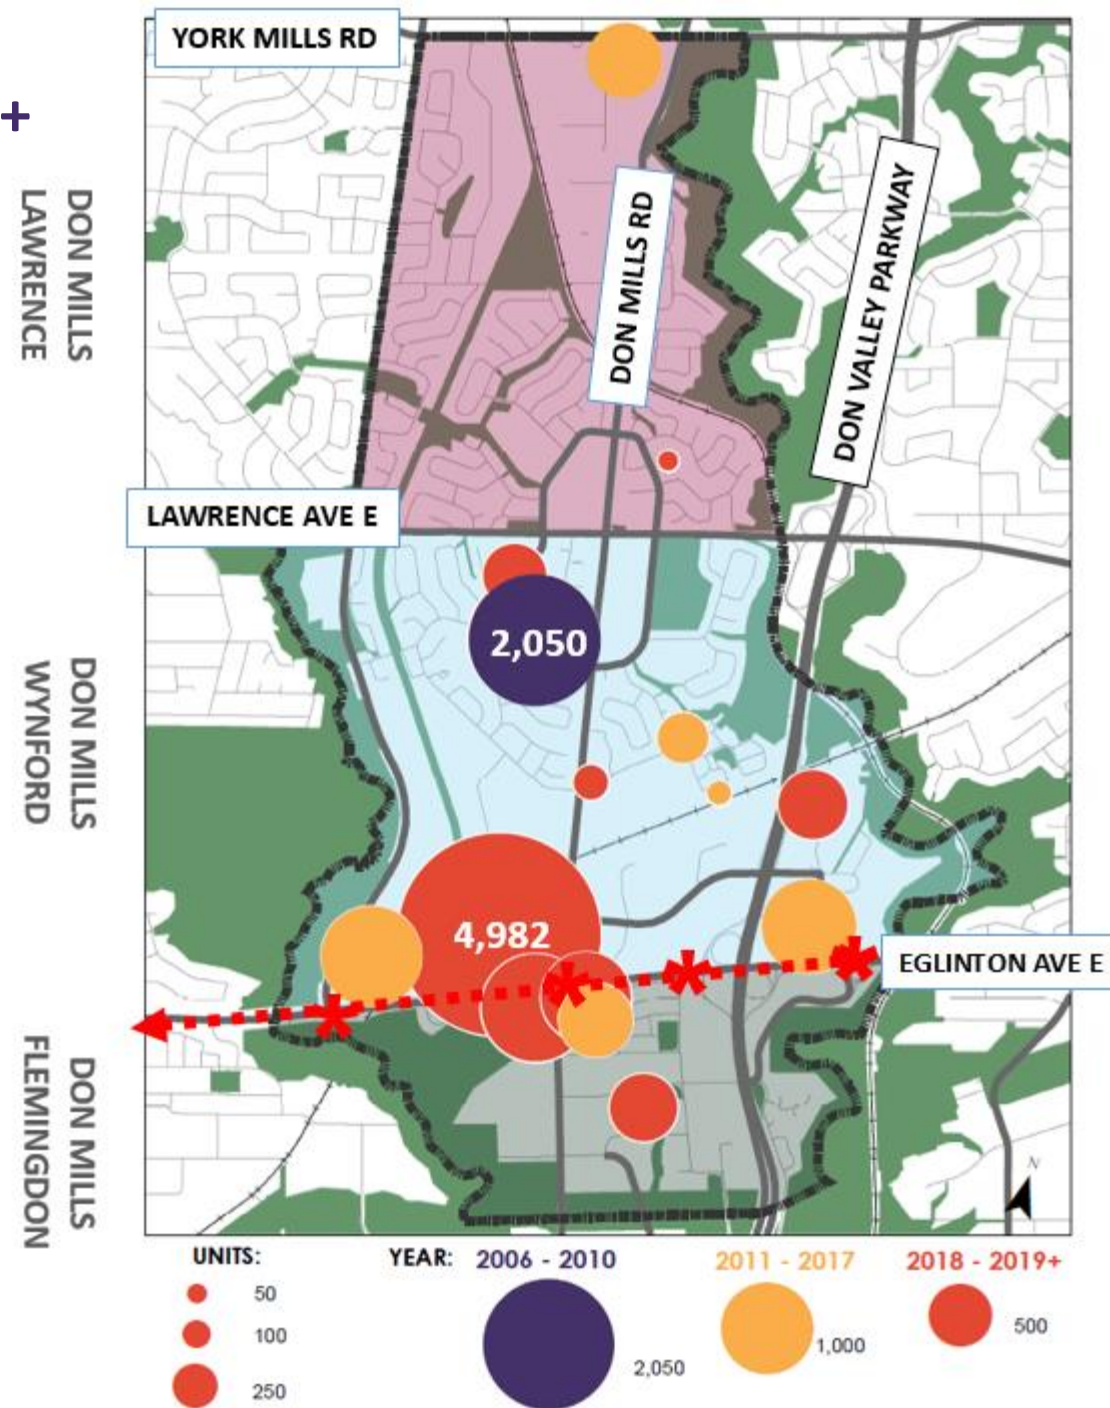 YORK MILLS RD
+
DON MILLS
LAWRENCE
DON MILLS RD
DON VALLEY PARKWAY
LAWRENCE AVE E
2,050
DON MILLS
WYNFORD
4,982
EGLINTON AVE E
DON MILLS
FLEMINGDON
N
UNITS:
50
100
250
YEAR:
2006 - 2010
2,050
2011 - 2017
1,000
2018 - 2019+
500